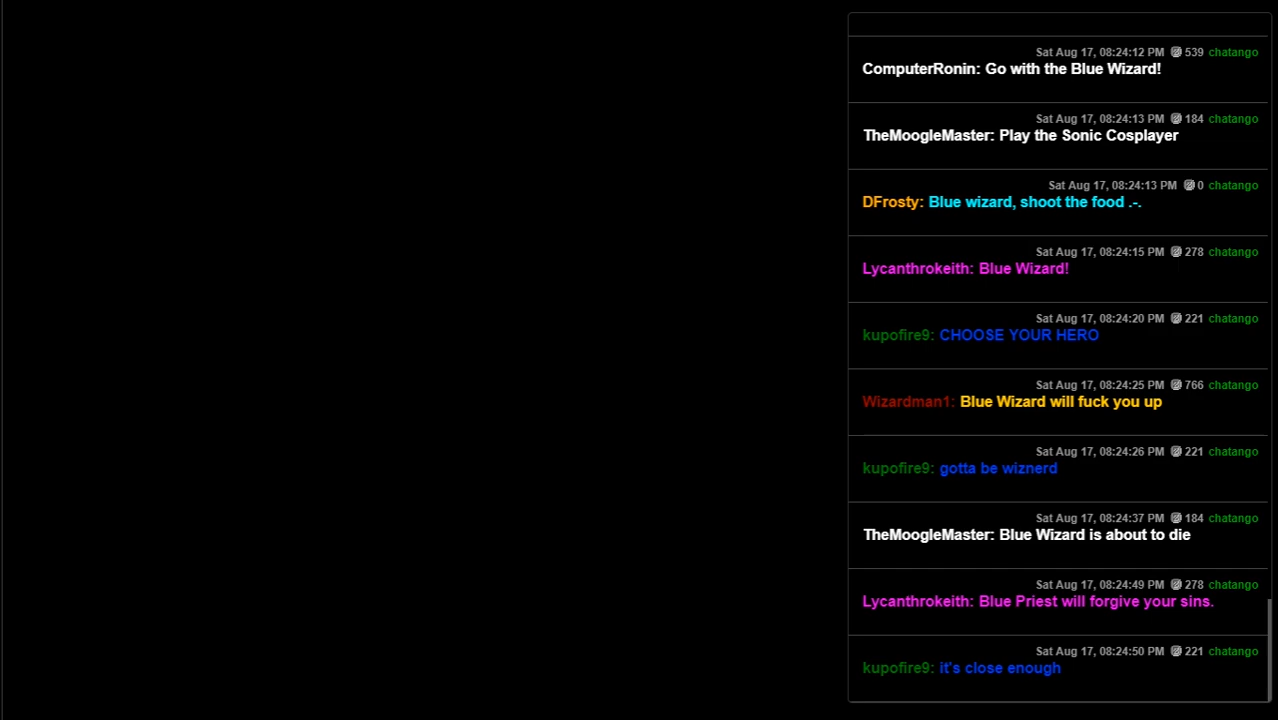 Sat Aug 17, 08:24:12 PM 539 chatango
ComputerRonin: Go with the Blue Wizard!
Sat Aug 17, 08:24:13 PM 184 chatango
TheMoogleMaster: Play the Sonic Cosplayer
Sat Aug 17, 08:24:13 PM 0 chatango
DFrosty: Blue wizard, shoot the food .-.
Sat Aug 17, 08:24:15 PM 278 chatango
Lycanthrokeith: Blue Wizard!
Sat Aug 17, 08:24:20 PM 221 chatango
kupofire9: CHOOSE YOUR HERO
Sat Aug 17, 08:24:25 PM 766 chatango
Wizardman1: Blue Wizard will fuck you up
Sat Aug 17, 08:24:26 PM 221 chatango
kupofire9: gotta be wiznerd
Sat Aug 17, 08:24:37 PM 184 chatango
TheMoogleMaster: Blue Wizard is about to die
Sat Aug 17, 08:24:49 PM 278 chatango
Lycanthrokeith: Blue Priest will forgive your sins.
Sat Aug 17, 08:24:50 PM 221 chatango
kupofire9: it's close enough